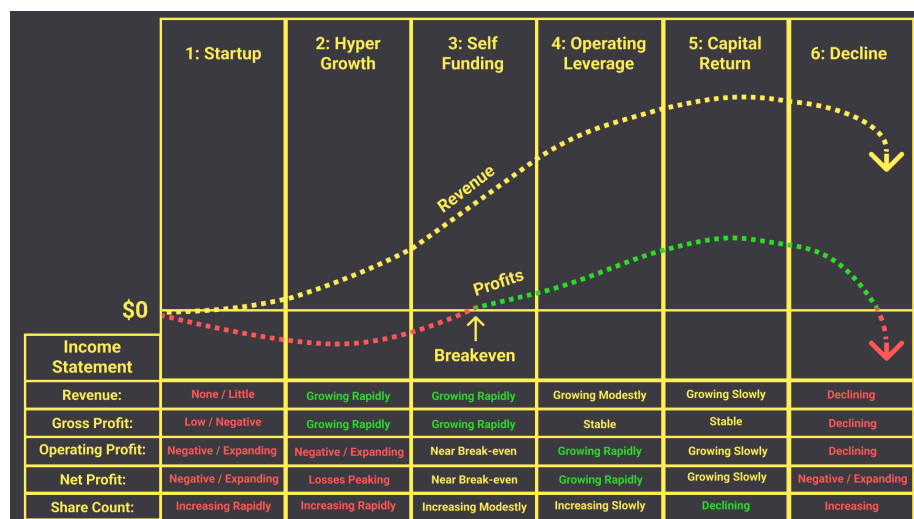 1: Startup
2: Hyper
Growth
3: Self
Funding
4: Operating
Leverage
5: Capital
Return
6: Decline
Revenue
Profits
$0
Breakeven
Income
Statement
Revenue: None / Little Growing Rapidly Growing Rapidly Growing Modestly Growing Slowly Declining
Gross Profit: Low / Negative Growing Rapidly Growing Rapidly Stable Stable Declining
Operating Profit: Negative / Expanding Negative / Expanding Near Break-even Growing Rapidly Growing Slowly Declining
Net Profit: Negative / Expanding Losses Peaking Near Break-even Growing Rapidly Growing Slowly Negative / Expanding
Share Count: Increasing Rapidly Increasing Rapidly Increasing Modestly Increasing Slowly Declining Increasing